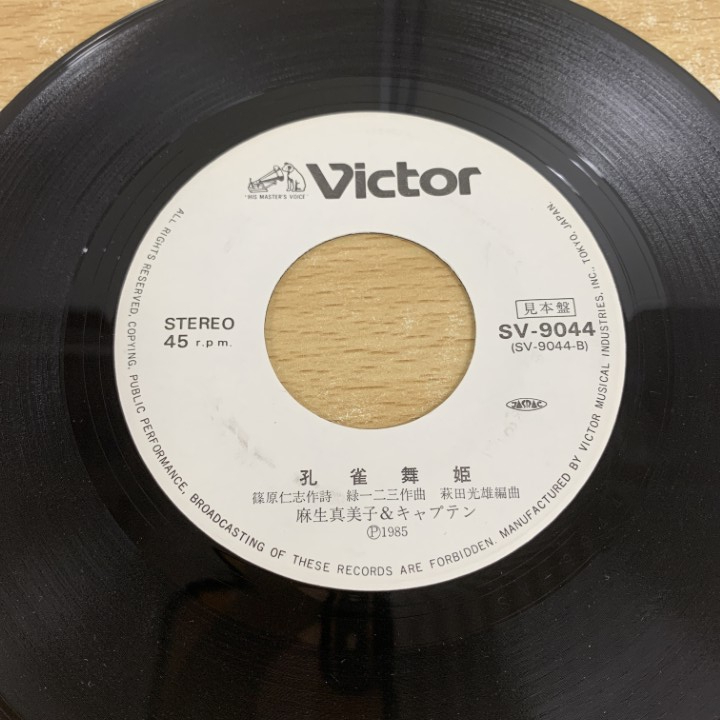 Victor
"HIS MASTER'S VOICE"
STEREO
45 r.p.m.
見本盤
SV-9044
(SV-9044-B)
JASRAC
孔雀舞姫
篠原仁志作詩 緑一二三作曲 萩田光雄編曲
麻生真美子&キャプテン
Ⓟ1985
ALL RIGHTS RESERVED. COPYING, PUBLIC PERFORMANCE, BROADCASTING OF THESE RECORDS ARE FORBIDDEN. MANUFACTURED BY VICTOR MUSICAL INDUSTRIES, INC., TOKYO, JAPAN.